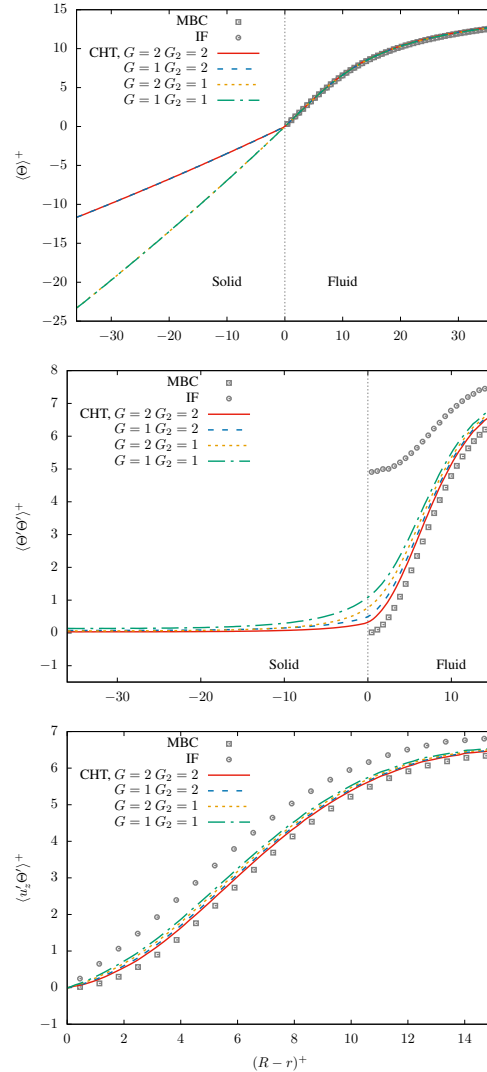 15
10
5
0
−5
−10
−15
−20
−25
⟨Θ⟩⁺
MBC
IF
CHT, G = 2 G₂ = 2
G = 1 G₂ = 2
G = 2 G₂ = 1
G = 1 G₂ = 1
Solid Fluid
−30 −20 −10 0 10 20 30
8
7
6
5
4
3
2
1
0
−1
⟨Θ′Θ′⟩⁺
MBC
IF
CHT, G = 2 G₂ = 2
G = 1 G₂ = 2
G = 2 G₂ = 1
G = 1 G₂ = 1
Solid Fluid
−30 −20 −10 0 10
7
6
5
4
3
2
1
0
−1
⟨u′zΘ′⟩⁺
MBC
IF
CHT, G = 2 G₂ = 2
G = 1 G₂ = 2
G = 2 G₂ = 1
G = 1 G₂ = 1
0 2 4 6 8 10 12 14
(R − r)⁺